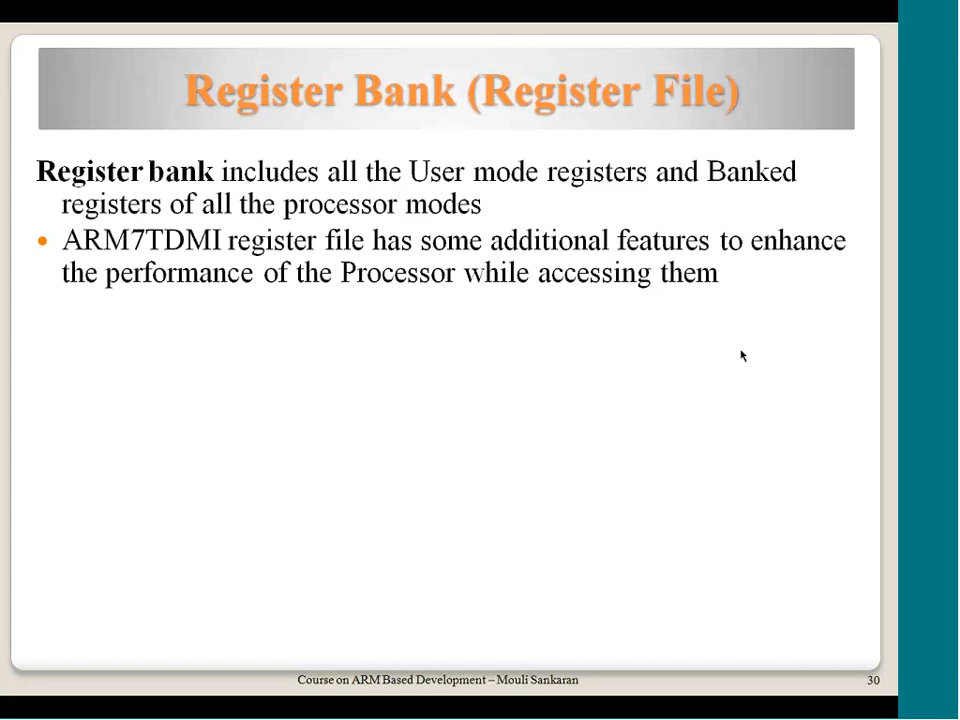 Register Bank (Register File)
Register bank includes all the User mode registers and Banked
registers of all the processor modes
• ARM7TDMI register file has some additional features to enhance
the performance of the Processor while accessing them
Course on ARM Based Development – Mouli Sankaran
30